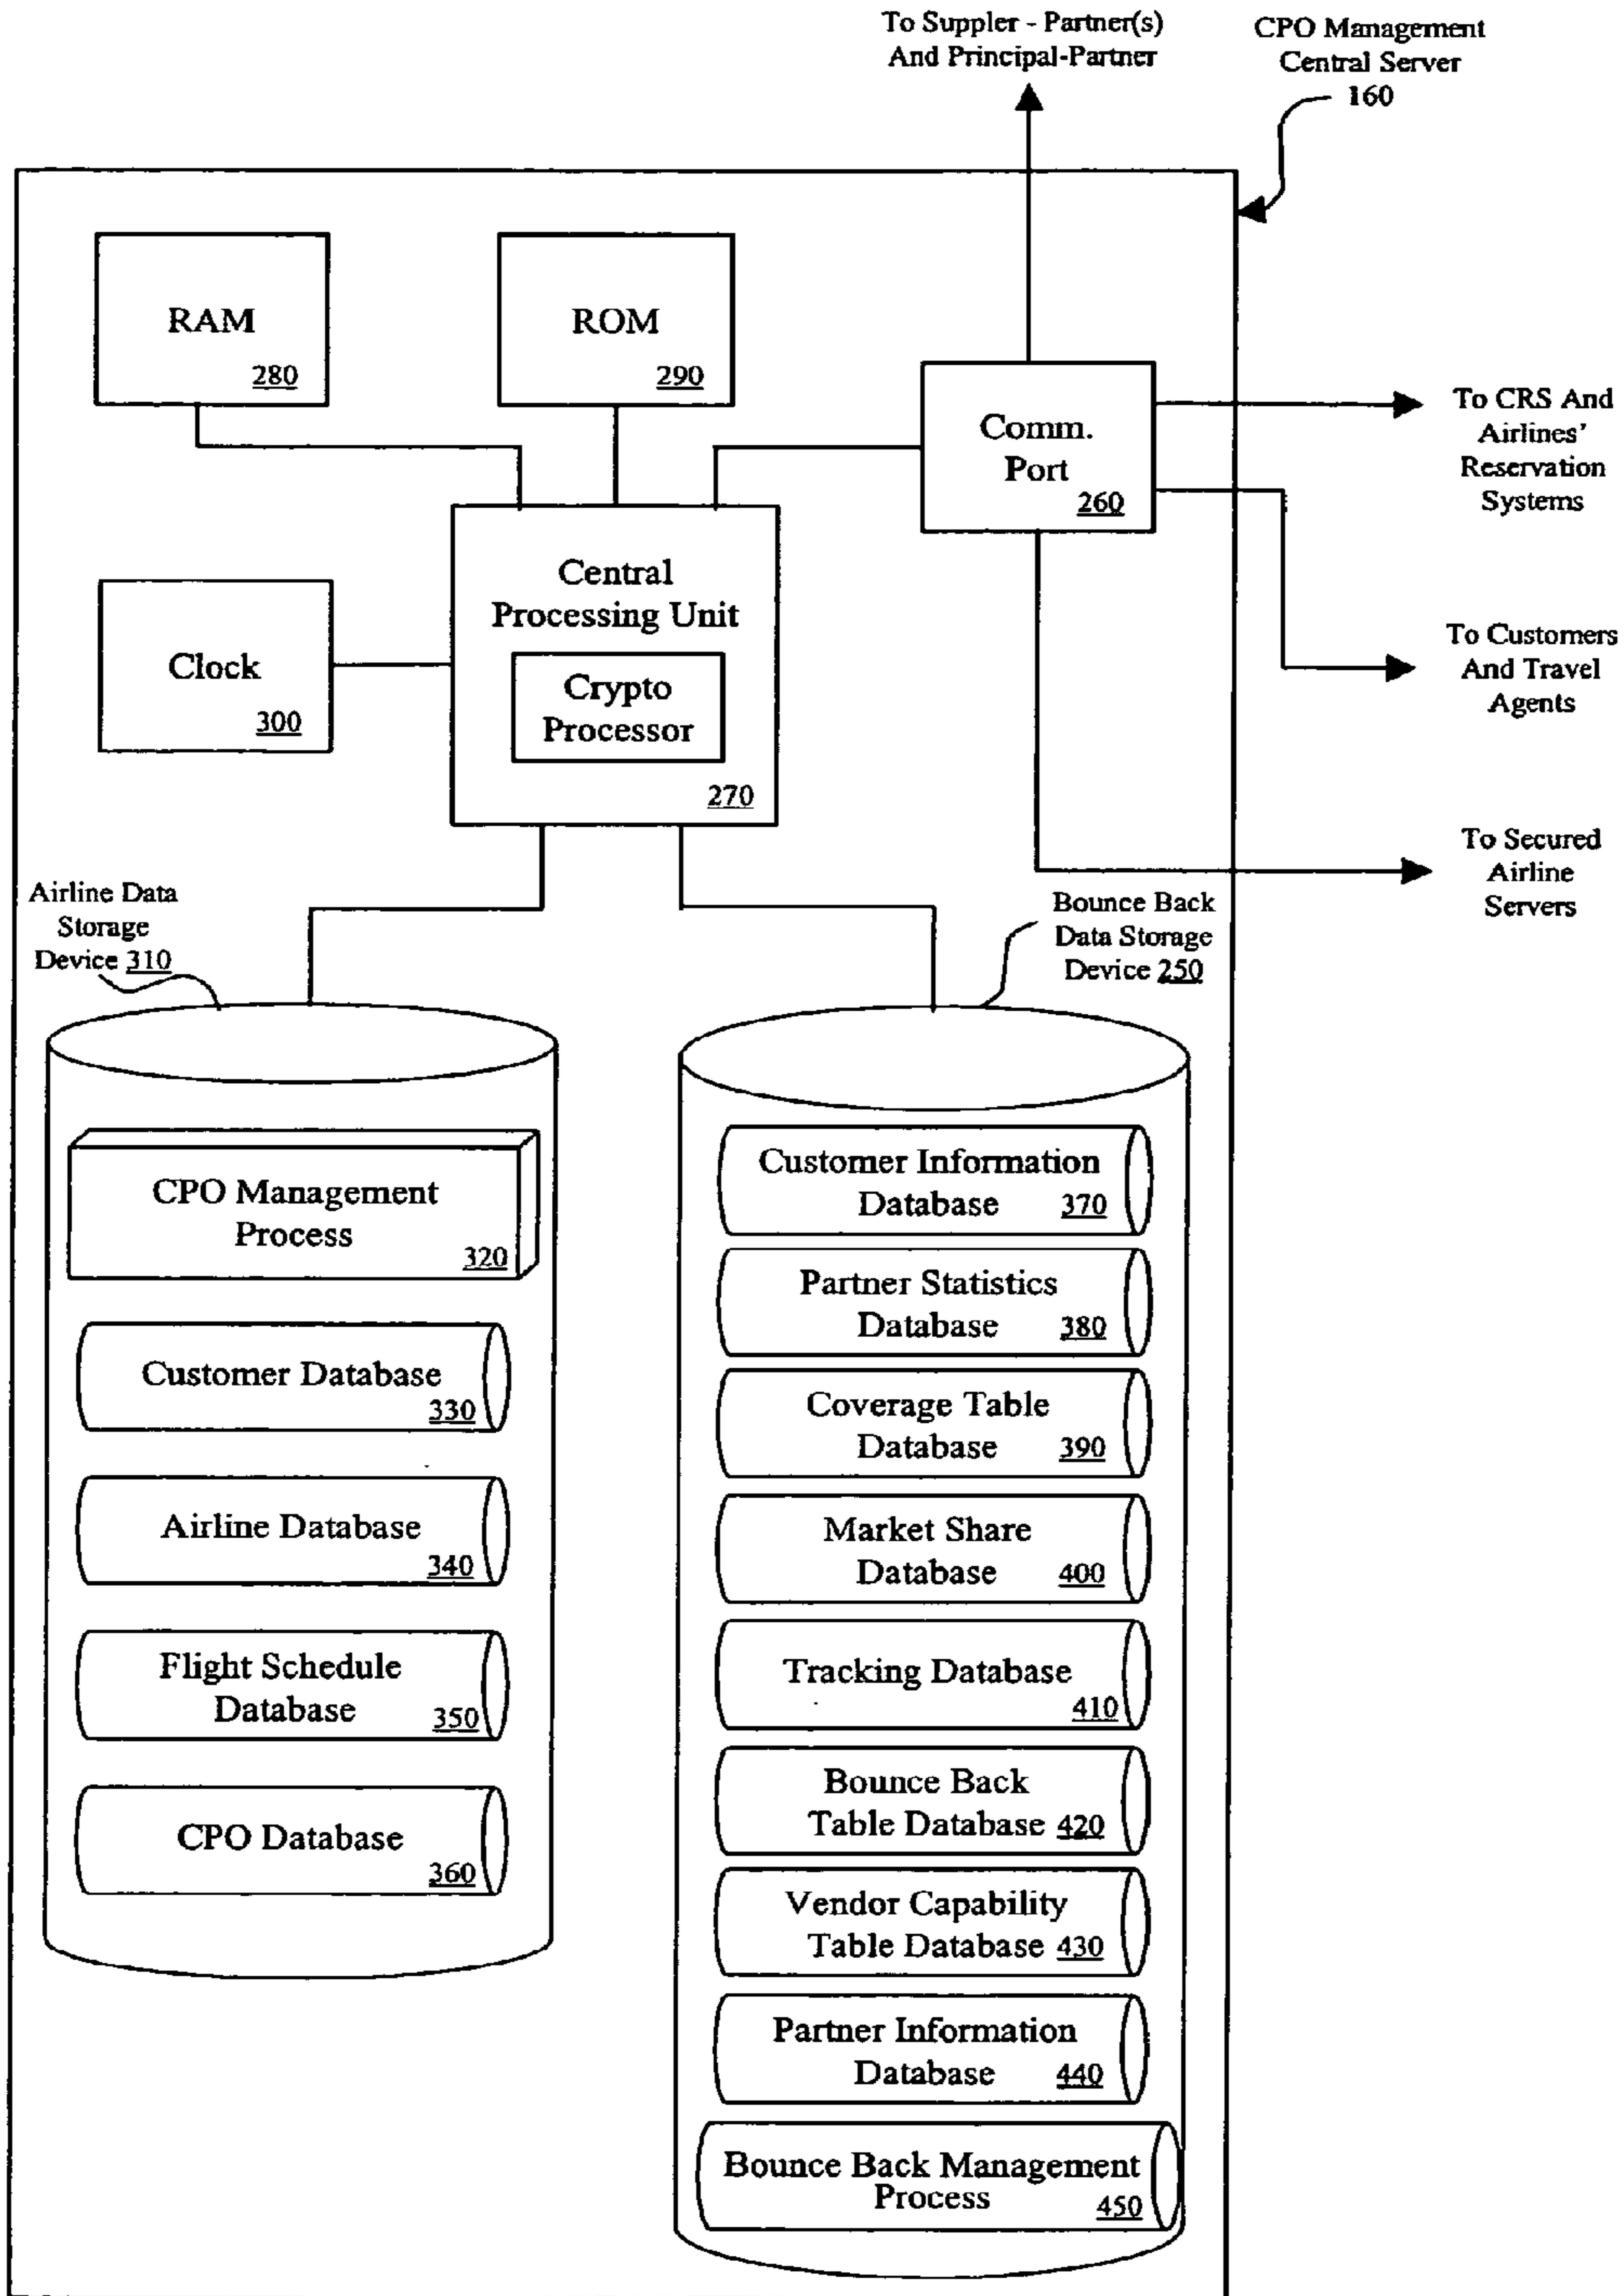 To Suppler - Partner(s)
And Principal-Partner
CPO Management
Central Server
160
RAM
280
ROM
290
Comm.
Port
260
To CRS And
Airlines'
Reservation
Systems
Central
Processing Unit
Crypto
Processor
270
Clock
300
To Customers
And Travel
Agents
To Secured
Airline
Servers
Airline Data
Storage
Device 310
Bounce Back
Data Storage
Device 250
CPO Management
Process
320
Customer Database
330
Airline Database
340
Flight Schedule
Database
350
CPO Database
360
Customer Information
Database 370
Partner Statistics
Database 380
Coverage Table
Database 390
Market Share
Database 400
Tracking Database
410
Bounce Back
Table Database 420
Vendor Capability
Table Database 430
Partner Information
Database 440
Bounce Back Management
Process 450